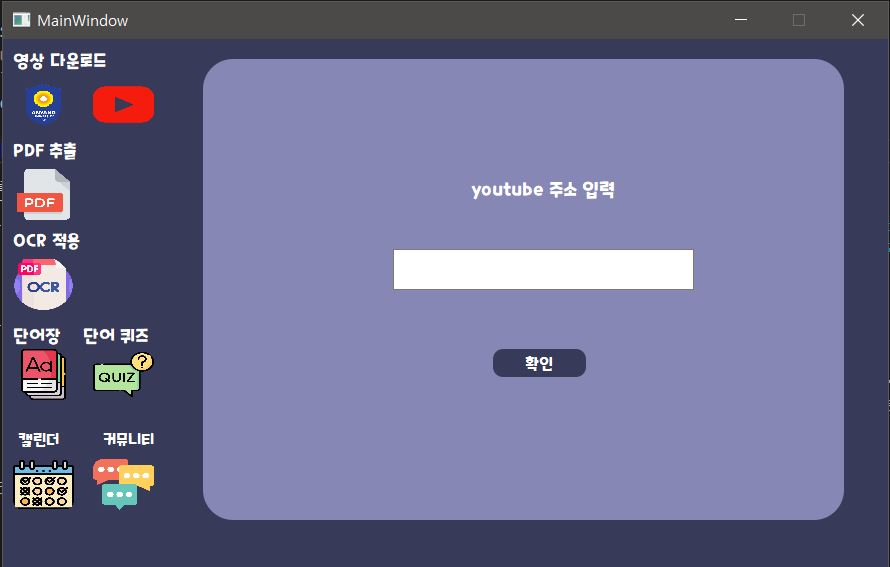 MainWindow
영상 다운로드
PDF 추출
PDF
OCR 적용
PDF
OCR
단어장 단어 퀴즈
Aa
?
QUIZ
캘린더 커뮤니티
youtube 주소 입력
확인